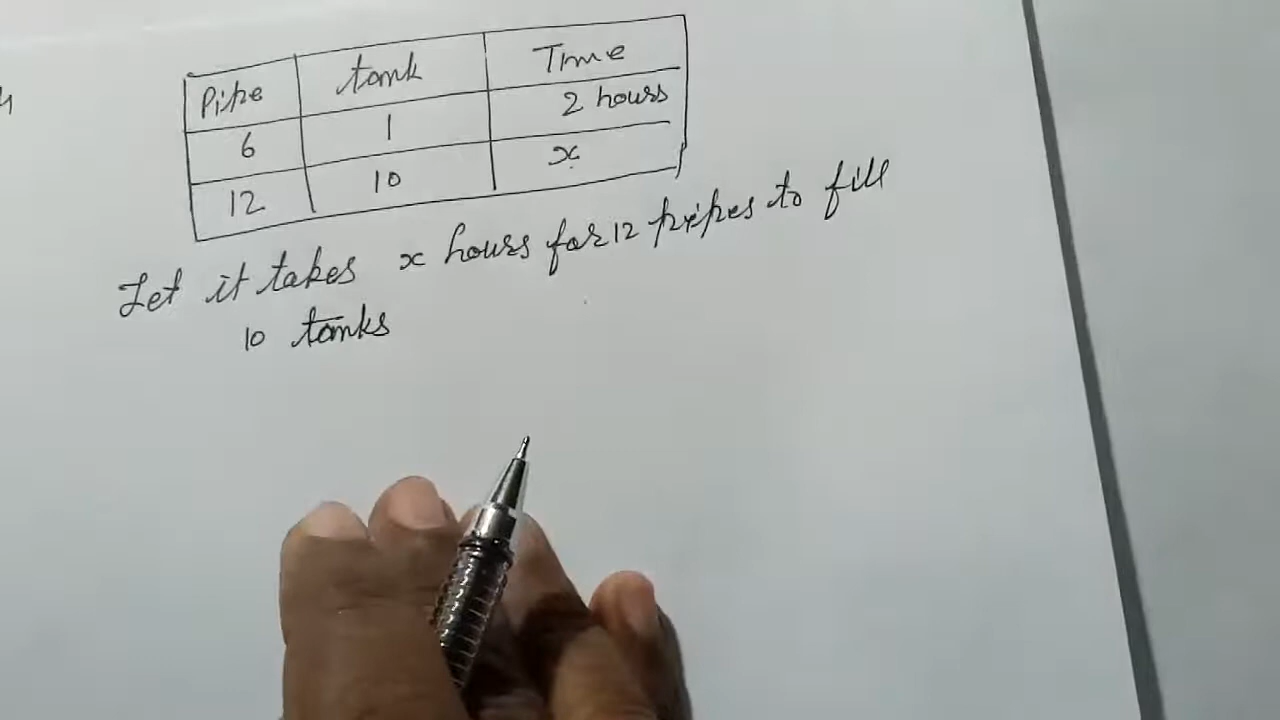 Pipe tank Time
6 1 2 hours
12 10 x
Let it takes x hours for 12 pipes to fill
10 tanks